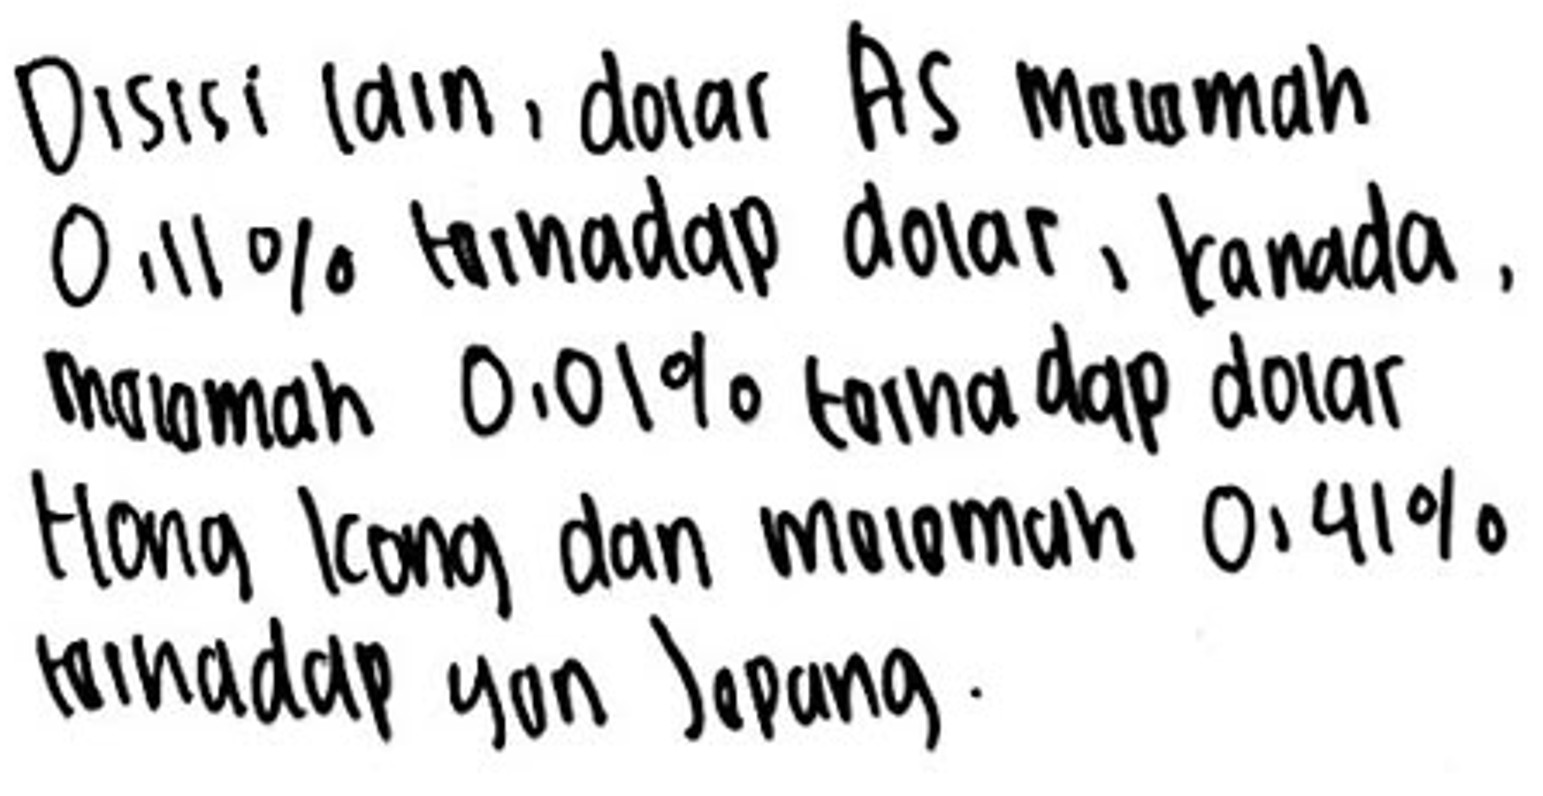 Disisi lain, dolar AS melemah
0,11% terhadap dolar, kanada,
melemah 0,01% terhadap dolar
Hong kong dan melemah 0,41%
terhadap yen Jepang.